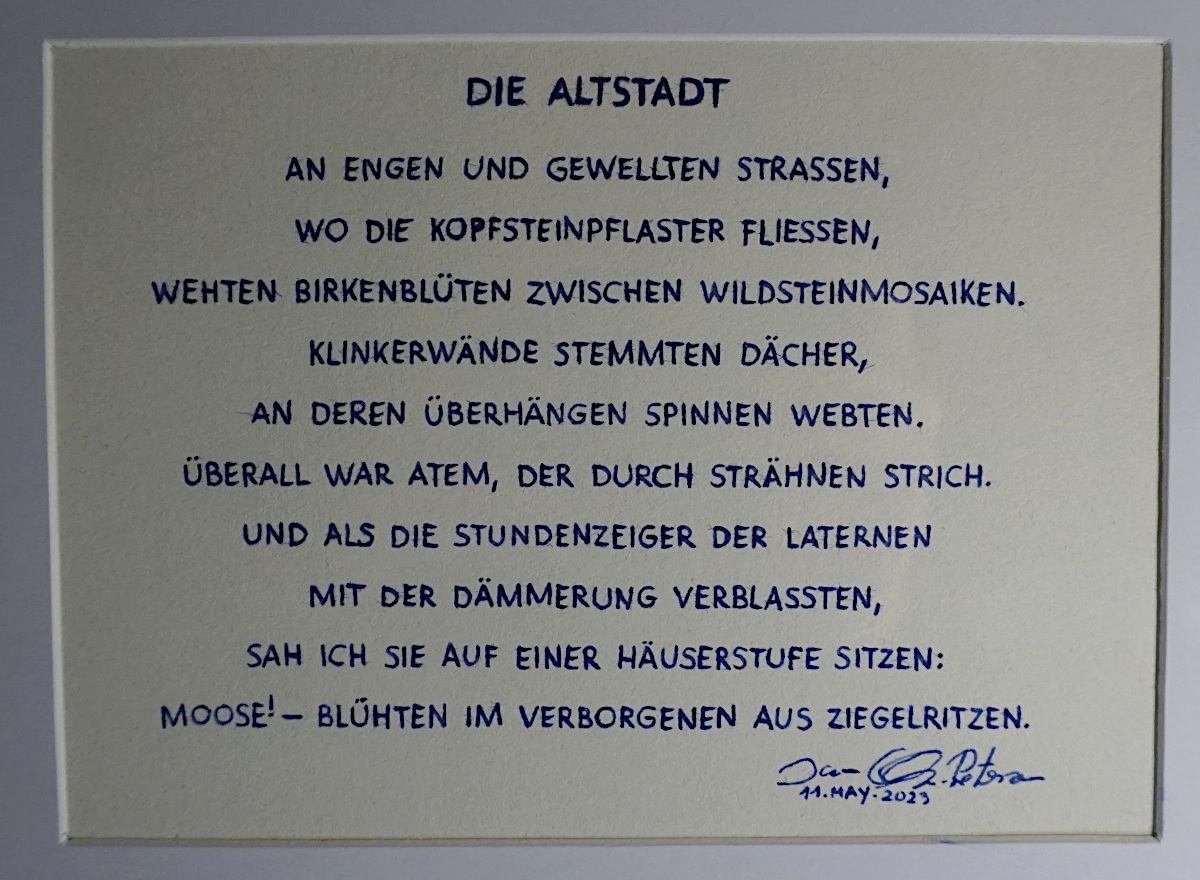 DIE ALTSTADT
AN ENGEN UND GEWELLTEN STRASSEN,
WO DIE KOPFSTEINPFLASTER FLIESSEN,
WEHTEN BIRKENBLÜTEN ZWISCHEN WILDSTEINMOSAIKEN.
KLINKERWÄNDE STEMMTEN DÄCHER,
AN DEREN ÜBERHÄNGEN SPINNEN WEBTEN.
ÜBERALL WAR ATEM, DER DURCH STRÄHNEN STRICH.
UND ALS DIE STUNDENZEIGER DER LATERNEN
MIT DER DÄMMERUNG VERBLASSTEN,
SAH ICH SIE AUF EINER HÄUSERSTUFE SITZEN:
MOOSE! – BLÜHTEN IM VERBORGENEN AUS ZIEGELRITZEN.
11.MAY.2023